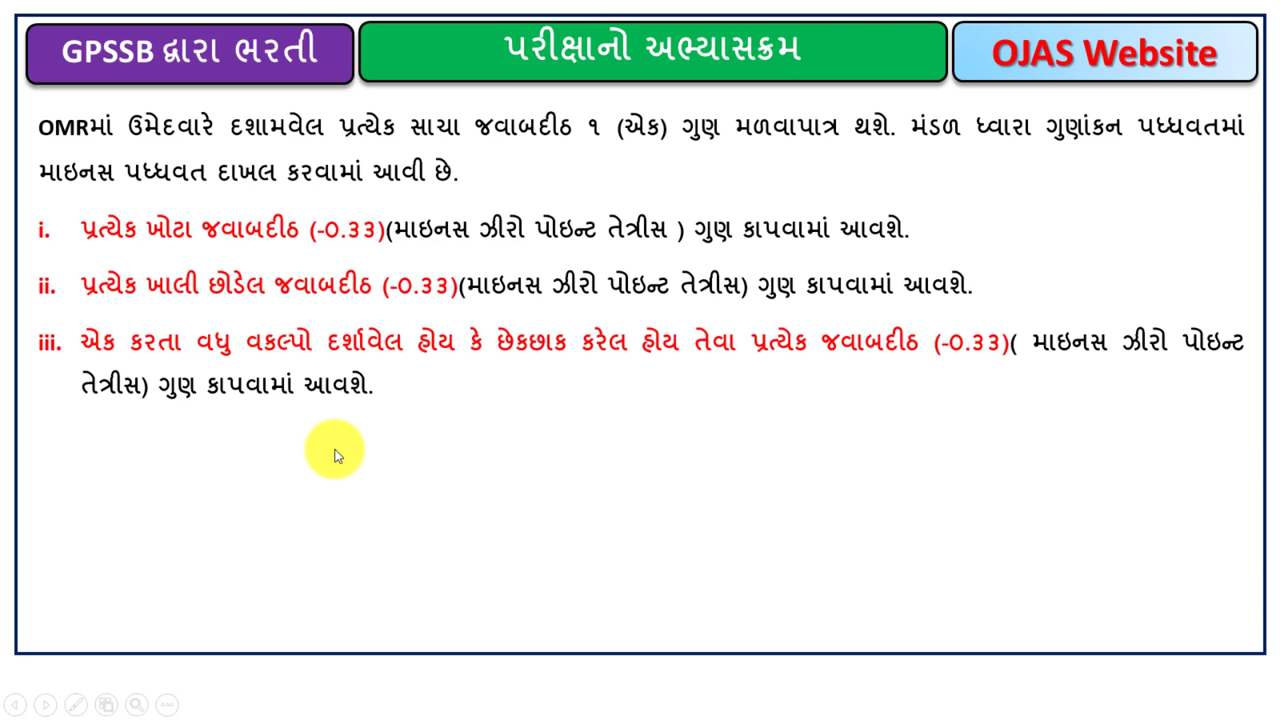 GPSSB દ્વારા ભરતી
પરીક્ષાનો અભ્યાસક્રમ
OJAS Website
OMRમાં ઉમેદવારે દશામવેલ પ્રત્યેક સાચા જવાબદીઠ ૧ (એક) ગુણ મળવાપાત્ર થશે. મંડળ ધ્વારા ગુણાંકન પધ્ધવતમાં
માઇનસ પધ્ધવત દાખલ કરવામાં આવી છે.
i. પ્રત્યેક ખોટા જવાબદીઠ (-0.33)(માઇનસ ઝીરો પોઇન્ટ તેત્રીસ ) ગુણ કાપવામાં આવશે.
ii. પ્રત્યેક ખાલી છોડેલ જવાબદીઠ (-0.33)(માઇનસ ઝીરો પોઇન્ટ તેત્રીસ) ગુણ કાપવામાં આવશે.
iii. એક કરતા વધુ વકલ્પો દર્શાવેલ હોય કે છેકછાક કરેલ હોય તેવા પ્રત્યેક જવાબદીઠ (-0.33)( માઇનસ ઝીરો પોઇન્ટ
તેત્રીસ) ગુણ કાપવામાં આવશે.